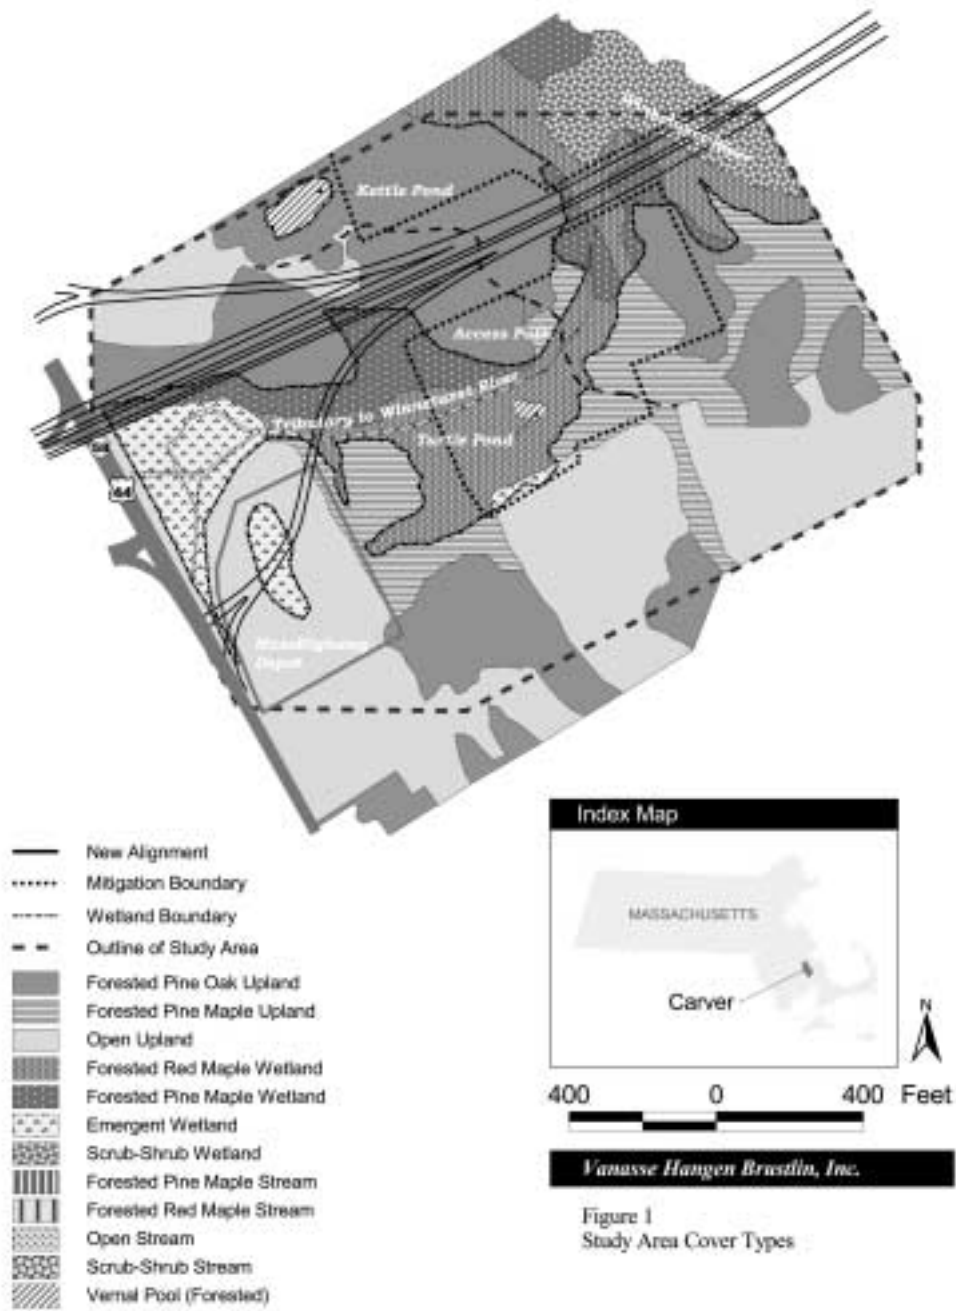 Kettle Pond
Access Path
Tributary to Winnetuxet River
Turtle Pond
44
MassHighway
Depot
New Alignment
Mitigation Boundary
Wetland Boundary
Outline of Study Area
Forested Pine Oak Upland
Forested Pine Maple Upland
Open Upland
Forested Red Maple Wetland
Forested Pine Maple Wetland
Emergent Wetland
Scrub-Shrub Wetland
Forested Pine Maple Stream
Forested Red Maple Stream
Open Stream
Scrub-Shrub Stream
Vernal Pool (Forested)
Index Map
MASSACHUSETTS
Carver
N
400 0 400 Feet
Vanasse Hangen Brustlin, Inc.
Figure 1
Study Area Cover Types